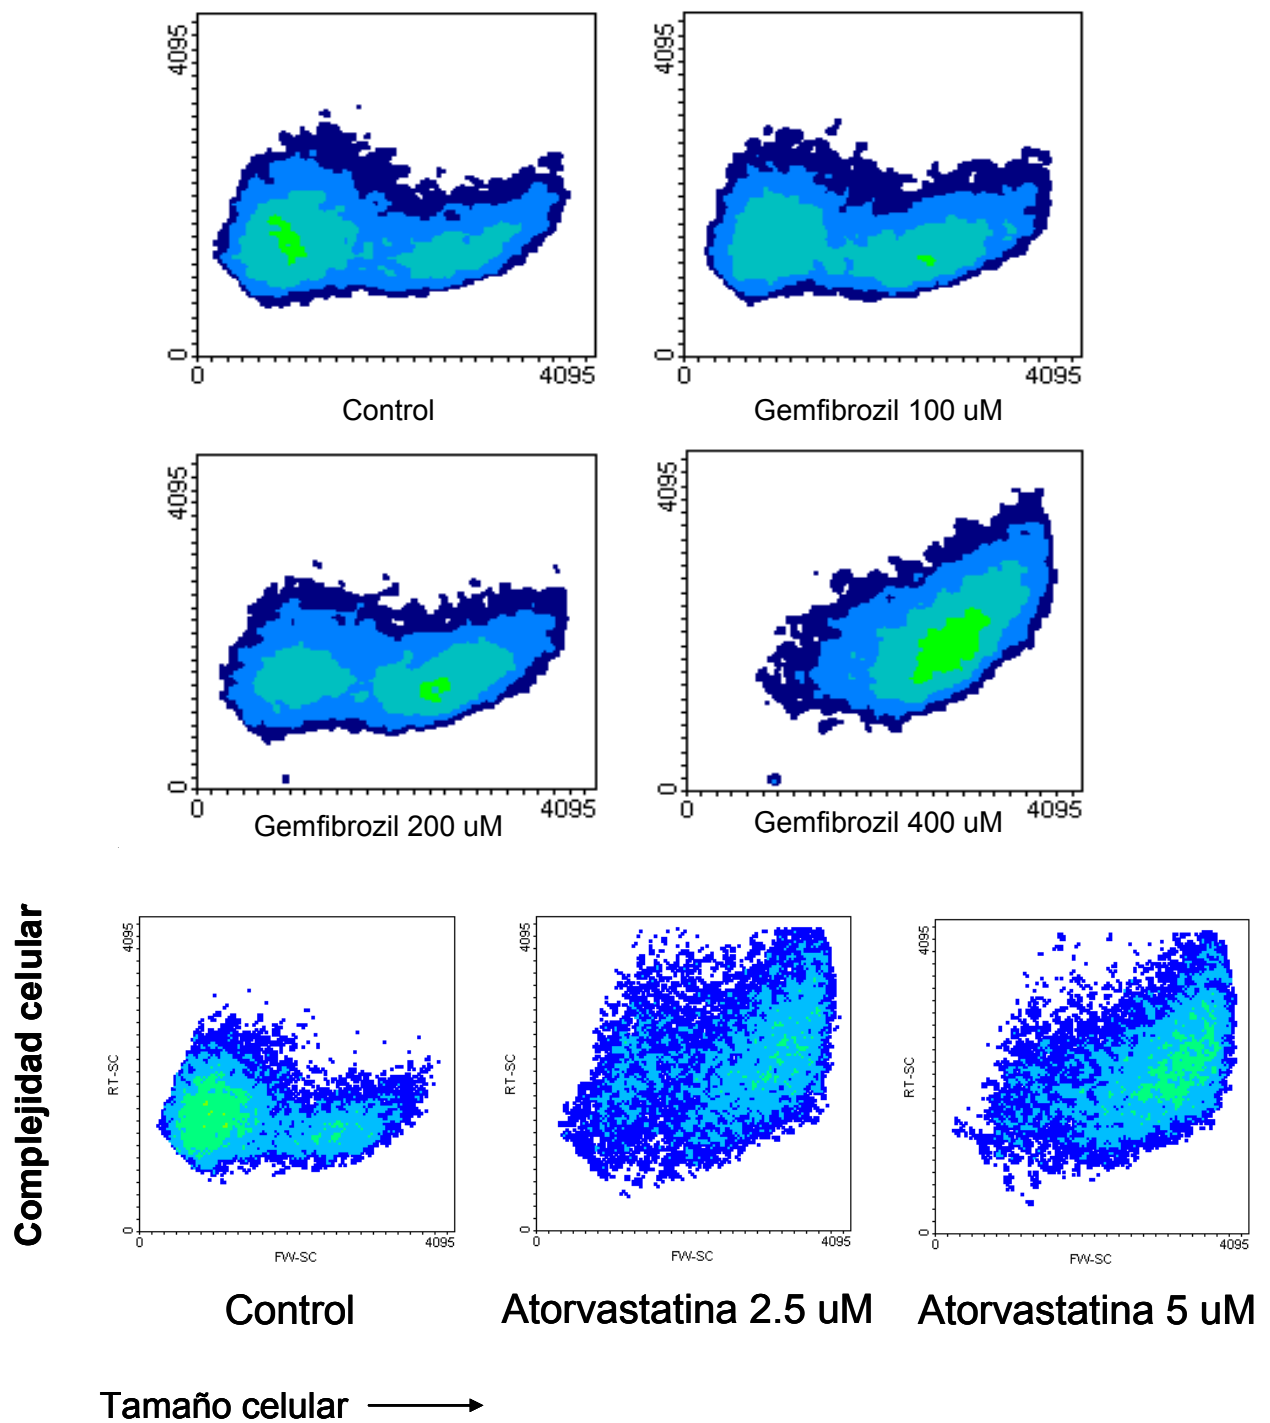 4095
0
0
4095
Control
4095
0
0
4095
Gemfibrozil 100 uM
4095
0
0
4095
Gemfibrozil 200 uM
4095
0
0
4095
Gemfibrozil 400 uM
Complejidad celular
4095
RT-SC
0
0
4095
FW-SC
Control
4095
RT-SC
0
0
4095
FW-SC
Atorvastatina 2.5 uM
4095
RT-SC
0
0
4095
FW-SC
Atorvastatina 5 uM
Tamaño celular